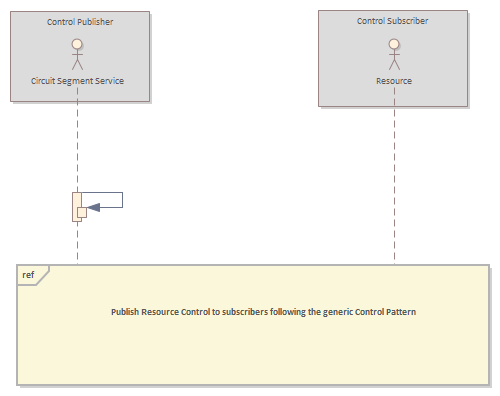 Control Publisher
Circuit Segment Service
Control Subscriber
Resource
ref
Publish Resource Control to subscribers following the generic Control Pattern